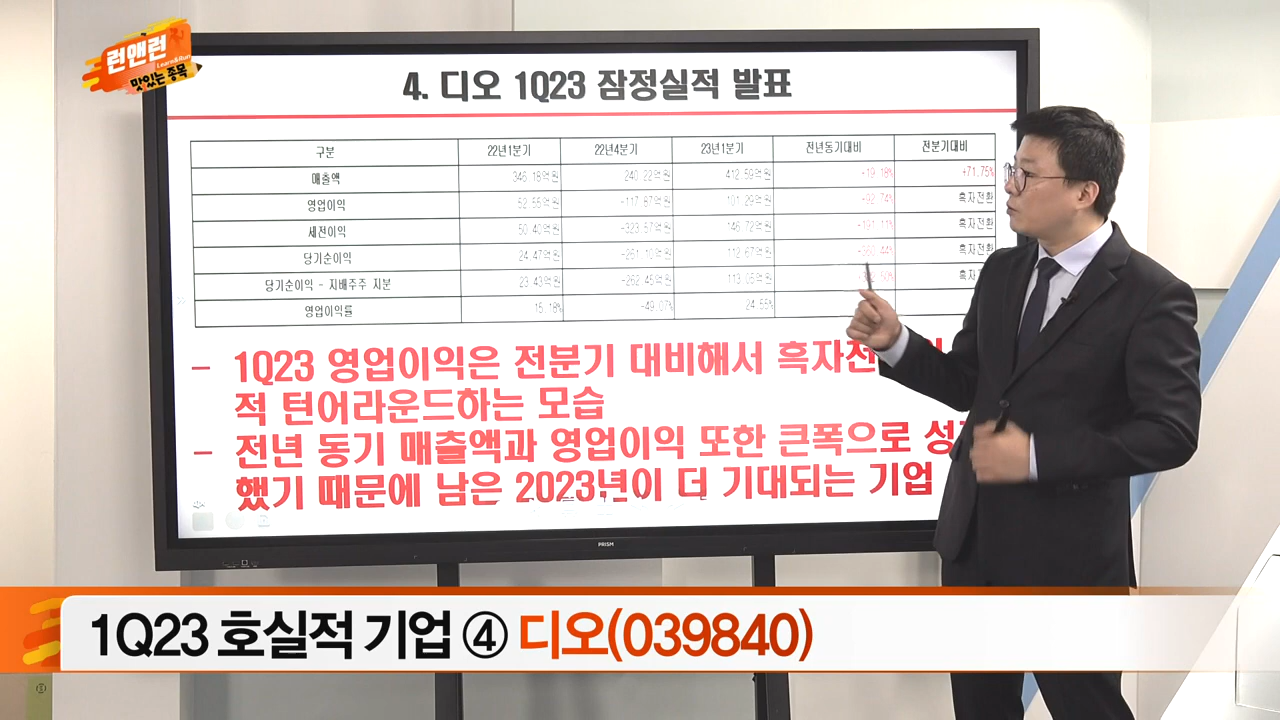 런앤런
Learn&Run
맛있는 종목
4. 디오 1Q23 잠정실적 발표
구분 22년1분기 22년4분기 23년1분기 전년동기대비 전분기대비
매출액 346.18억원 240.22억원 412.59억원 +19.18% +71.75%
영업이익 52.55억원 -117.87억원 101.29억원 +92.74% 흑자전환
세전이익 50.40억원 -323.57억원 146.72억원 +191.11% 흑자전환
당기순이익 24.47억원 -261.10억원 112.67억원 흑자전환
당기순이익 - 지배주주 지분 23.43억원 -262.45억원 113.05억원
영업이익률 15.18% -49.07% 24.55%
- 1Q23 영업이익은 전분기 대비해서
적 턴어라운드하는 모습
- 전년 동기 매출액과 영업이익 또한 큰폭으로
했기 때문에 남은 2023년이 더 기대되는 기업
PRISM
1Q23 호실적 기업 ④ 디오(039840)